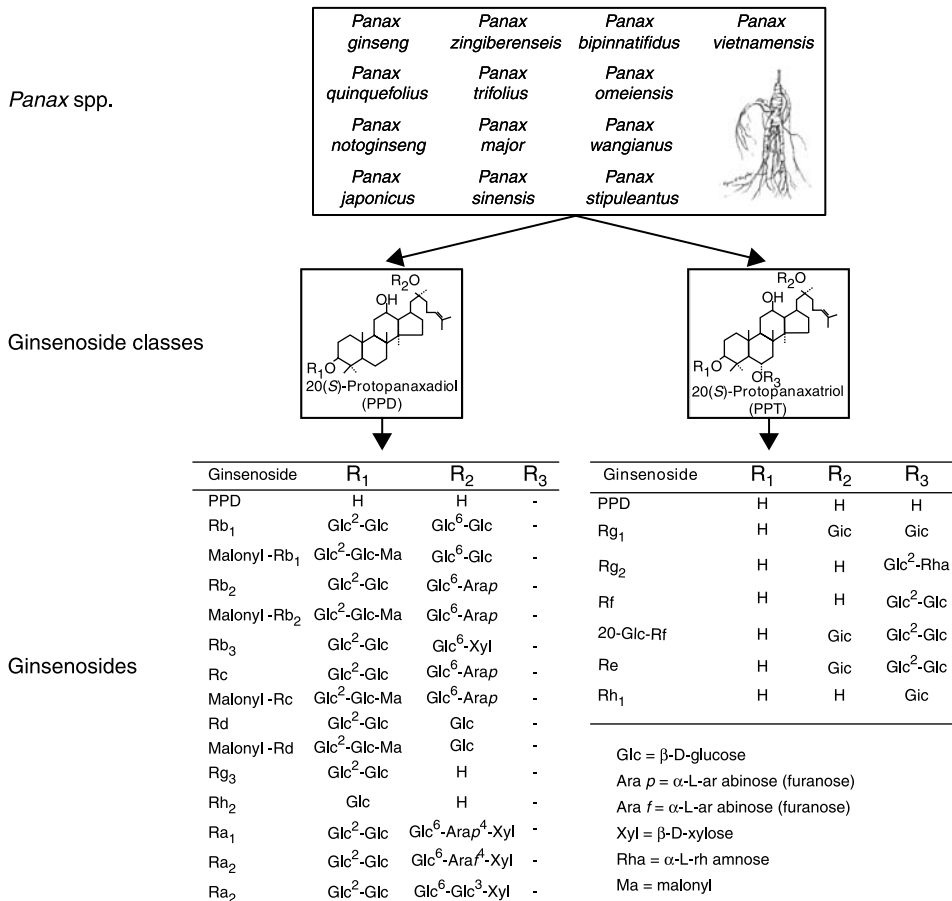 Panax spp.
Panax ginseng
Panax zingiberenseis
Panax bipinnatifidus
Panax vietnamensis
Panax quinquefolius
Panax trifolius
Panax omeiensis
Panax notoginseng
Panax major
Panax wangianus
Panax japonicus
Panax sinensis
Panax stipuleantus
Ginsenoside classes
R₂O
OH
R₁O
20(S)-Protopanaxadiol
(PPD)
R₂O
OH
R₁O
OR₃
20(S)-Protopanaxatriol
(PPT)
Ginsenosides
Ginsenoside R₁ R₂ R₃
PPD H H -
Rb₁ Glc²-Glc Glc⁶-Glc -
Malonyl-Rb₁ Glc²-Glc-Ma Glc⁶-Glc -
Rb₂ Glc²-Glc Glc⁶-Arap -
Malonyl-Rb₂ Glc²-Glc-Ma Glc⁶-Arap -
Rb₃ Glc²-Glc Glc⁶-Xyl -
Rc Glc²-Glc Glc⁶-Arap -
Malonyl-Rc Glc²-Glc-Ma Glc⁶-Arap -
Rd Glc²-Glc Glc -
Malonyl-Rd Glc²-Glc-Ma Glc -
Rg₃ Glc²-Glc H -
Rh₂ Glc H -
Ra₁ Glc²-Glc Glc⁶-Arap⁴-Xyl -
Ra₂ Glc²-Glc Glc⁶-Araf⁴-Xyl -
Ra₂ Glc²-Glc Glc⁶-Glc³-Xyl -
Ginsenoside R₁ R₂ R₃
PPD H H H
Rg₁ H Gic Gic
Rg₂ H H Glc²-Rha
Rf H H Glc²-Glc
20-Glc-Rf H Gic Glc²-Glc
Re H Gic Glc²-Glc
Rh₁ H H Gic
Glc = β-D-glucose
Ara p = α-L-ar abinose (furanose)
Ara f = α-L-ar abinose (furanose)
Xyl = β-D-xylose
Rha = α-L-rh amnose
Ma = malonyl